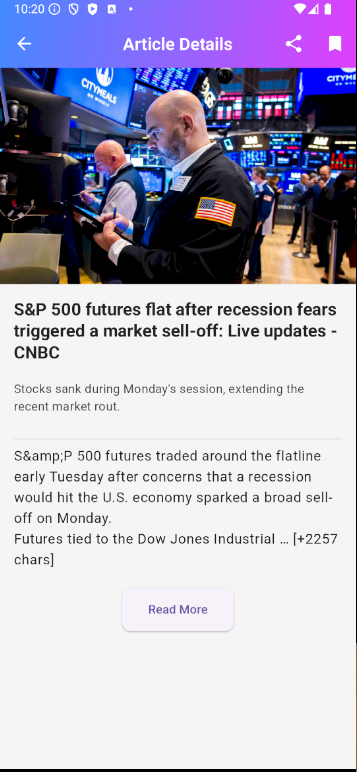 10:20
Article Details
CITYMEALS
ON WHEELS
CITYMEALS
S&P 500 futures flat after recession fears
triggered a market sell-off: Live updates -
CNBC
Stocks sank during Monday's session, extending the
recent market rout.
S&amp;P 500 futures traded around the flatline
early Tuesday after concerns that a recession
would hit the U.S. economy sparked a broad sell-
off on Monday.
Futures tied to the Dow Jones Industrial … [+2257
chars]
Read More